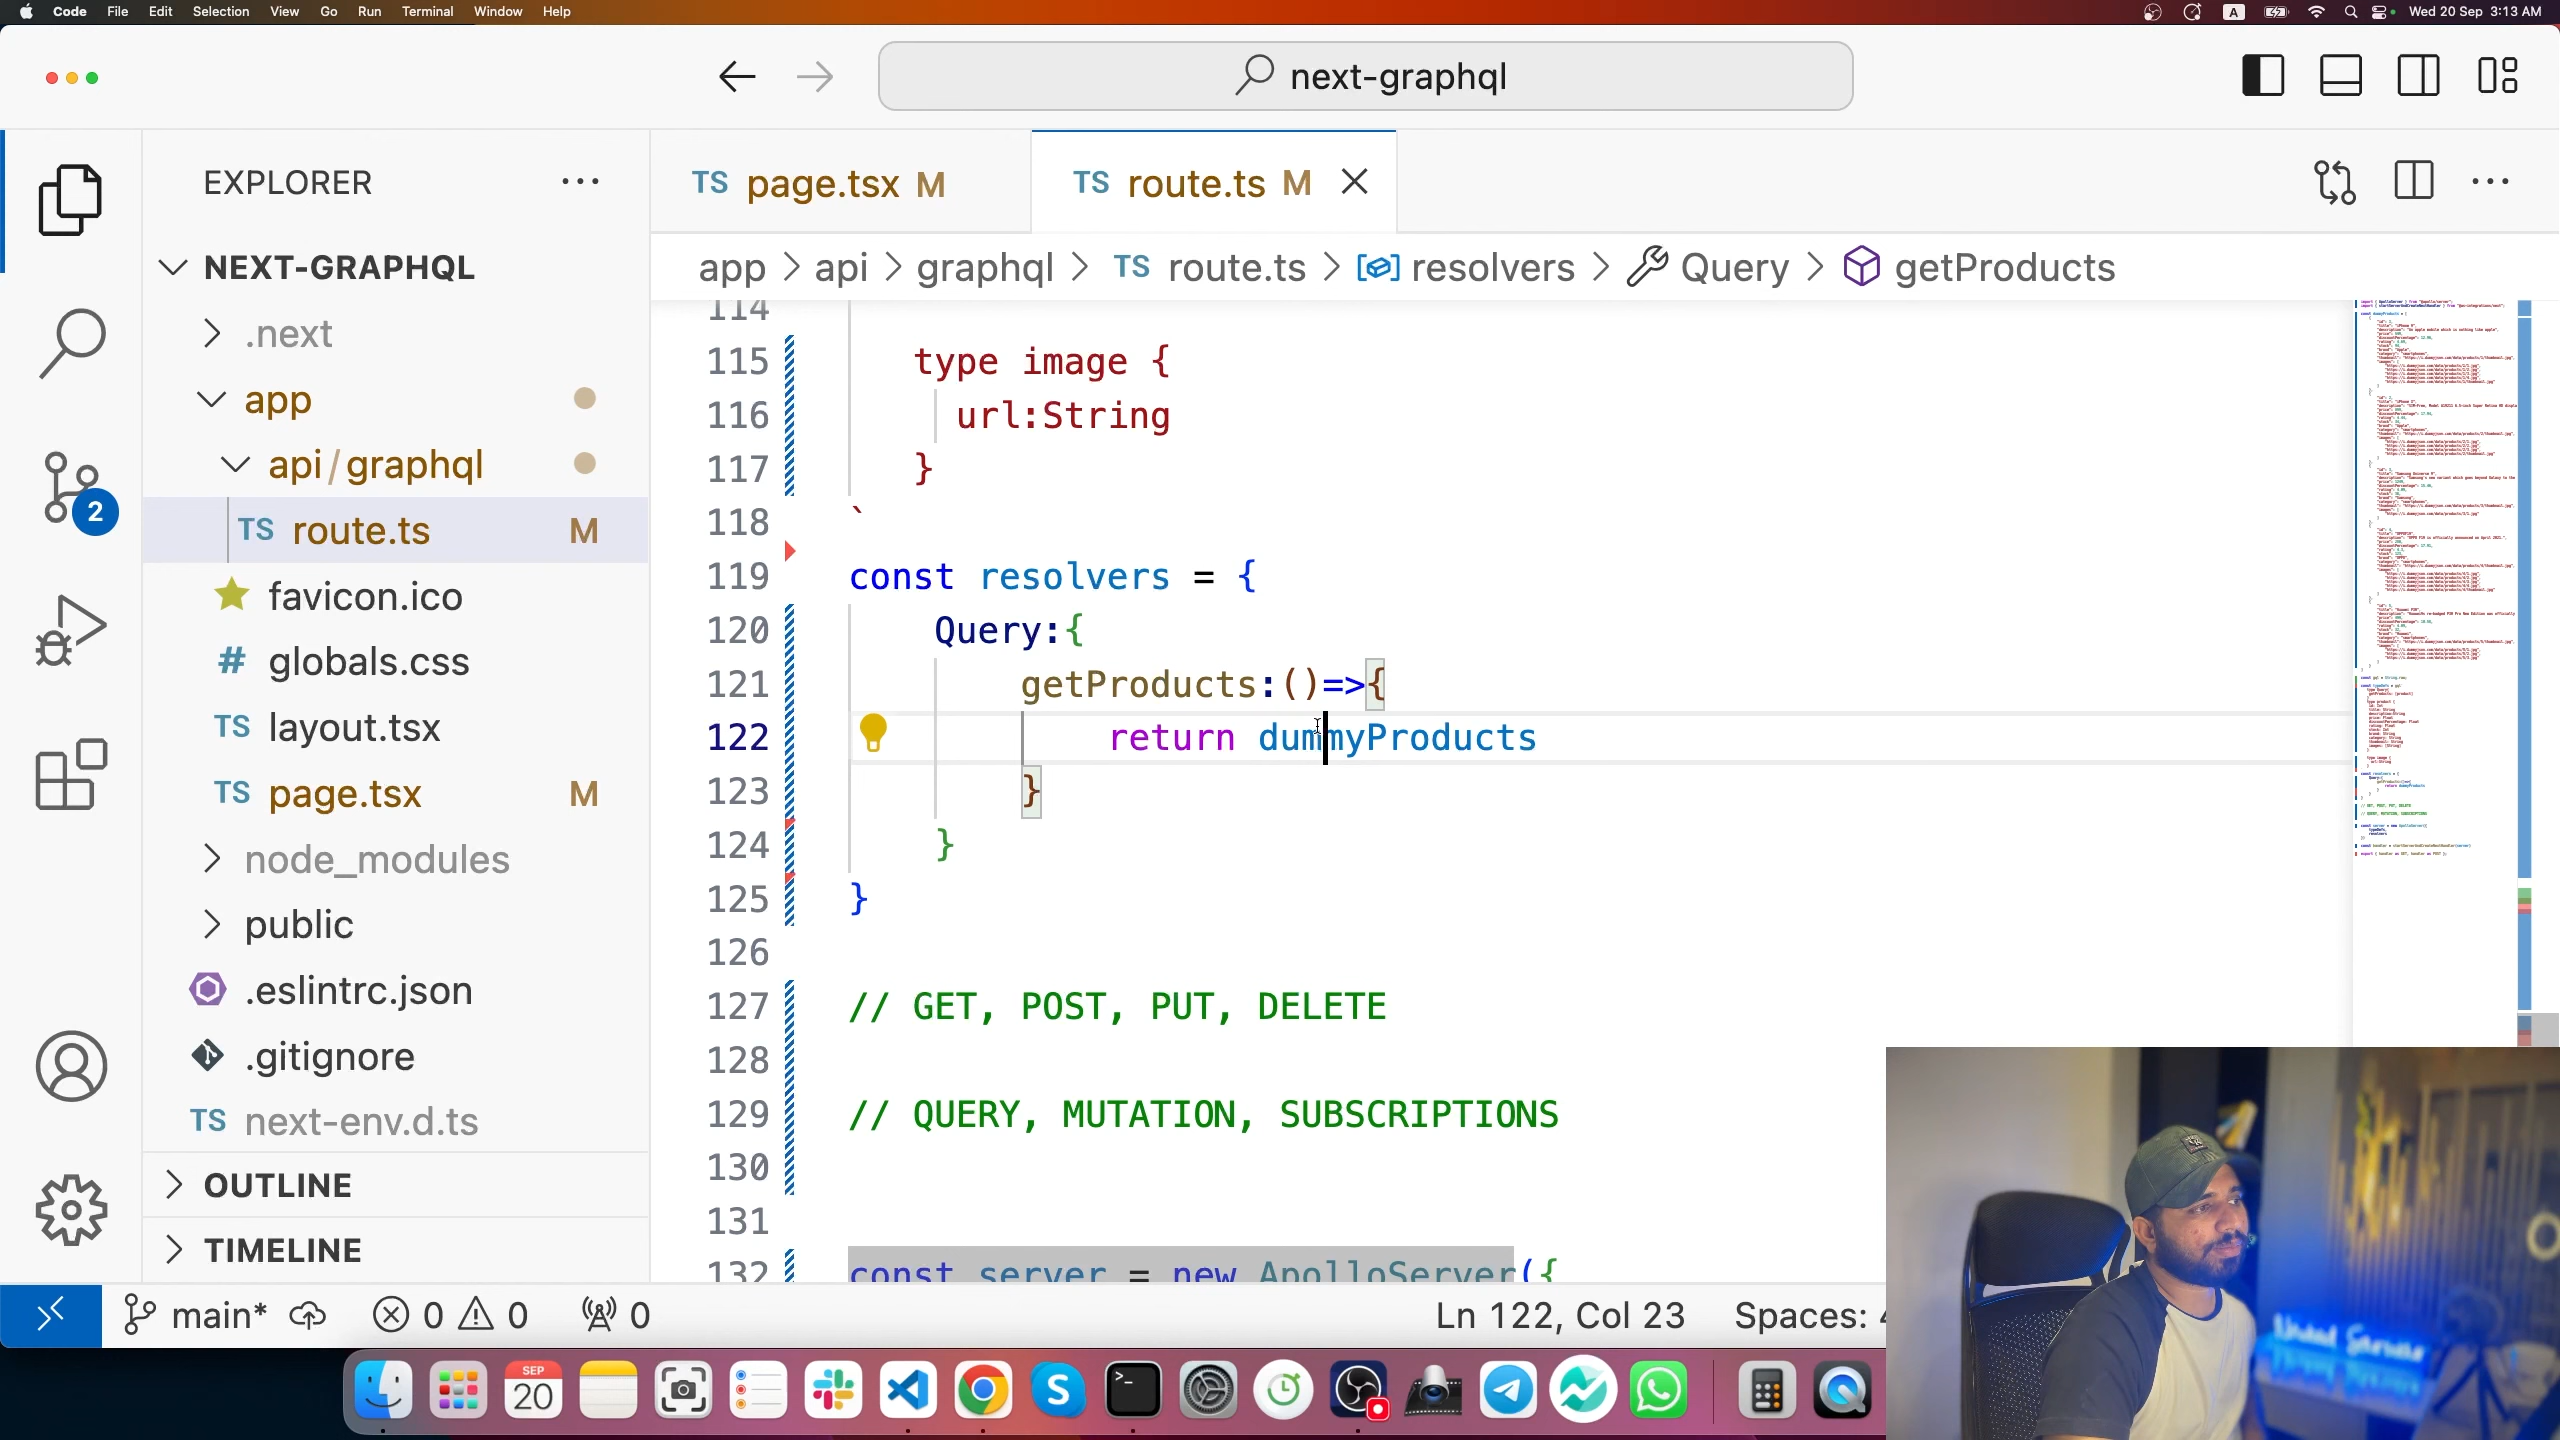 Code File Edit Selection View Go Run Terminal Window Help
A
Wed 20 Sep 3:13 AM
next-graphql
EXPLORER
NEXT-GRAPHQL
.next
app
api/graphql
TS route.ts M
favicon.ico
# globals.css
TS layout.tsx
TS page.tsx M
node_modules
public
.eslintrc.json
.gitignore
TS next-env.d.ts
OUTLINE
TIMELINE
2
TS page.tsx M
TS route.ts M
app > api > graphql > TS route.ts > resolvers > Query > getProducts
114
115 type image {
116 url:String
117 }
118 `
119 const resolvers = {
120 Query:{
121 getProducts:()=>{
122 return dummyProducts
123 }
124 }
125 }
126
127 // GET, POST, PUT, DELETE
128
129 // QUERY, MUTATION, SUBSCRIPTIONS
130
131
132 const server = new ApolloServer({
main* 0 0 0
Ln 122, Col 23
Spaces:
SEP
20
S